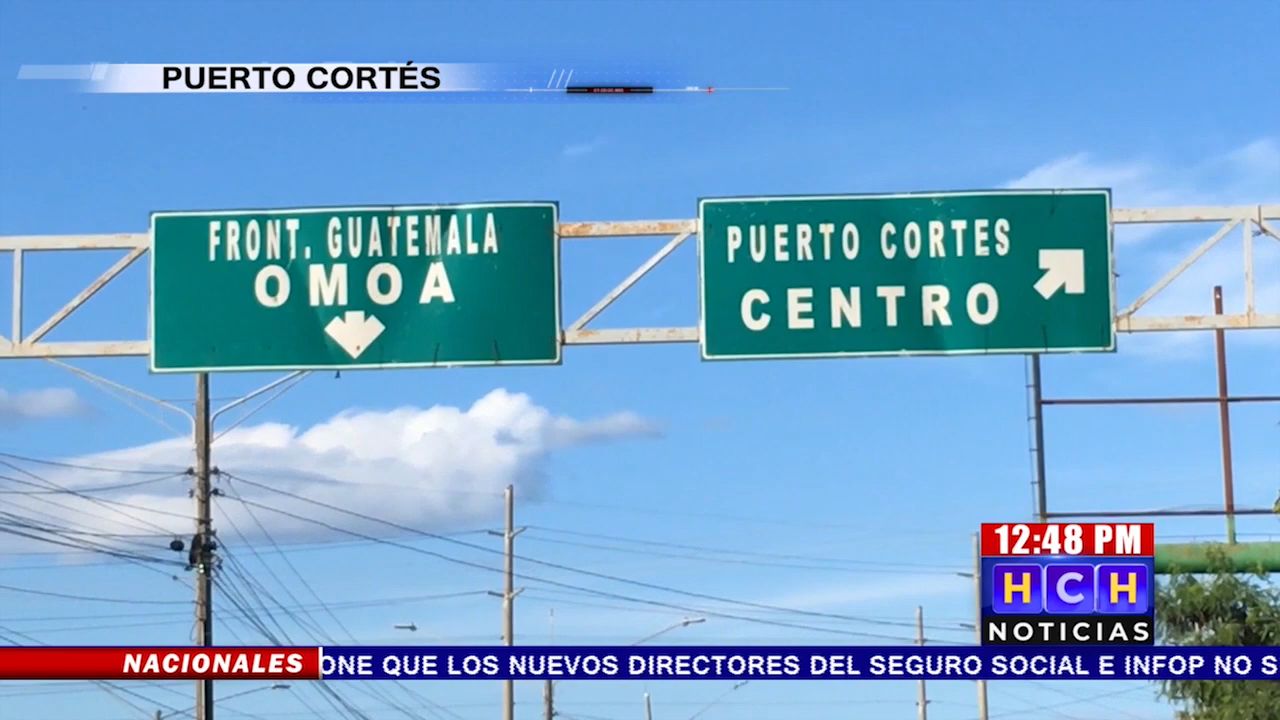 PUERTO CORTÉS
FRONT. GUATEMALA
OMOA
PUERTO CORTES
CENTRO
12:48 PM
HCH
NOTICIAS
NACIONALES
ONE QUE LOS NUEVOS DIRECTORES DEL SEGURO SOCIAL E INFOP NO S